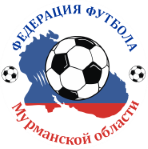 ФЕДЕРАЦИЯ ФУТБОЛА
Мурманской области